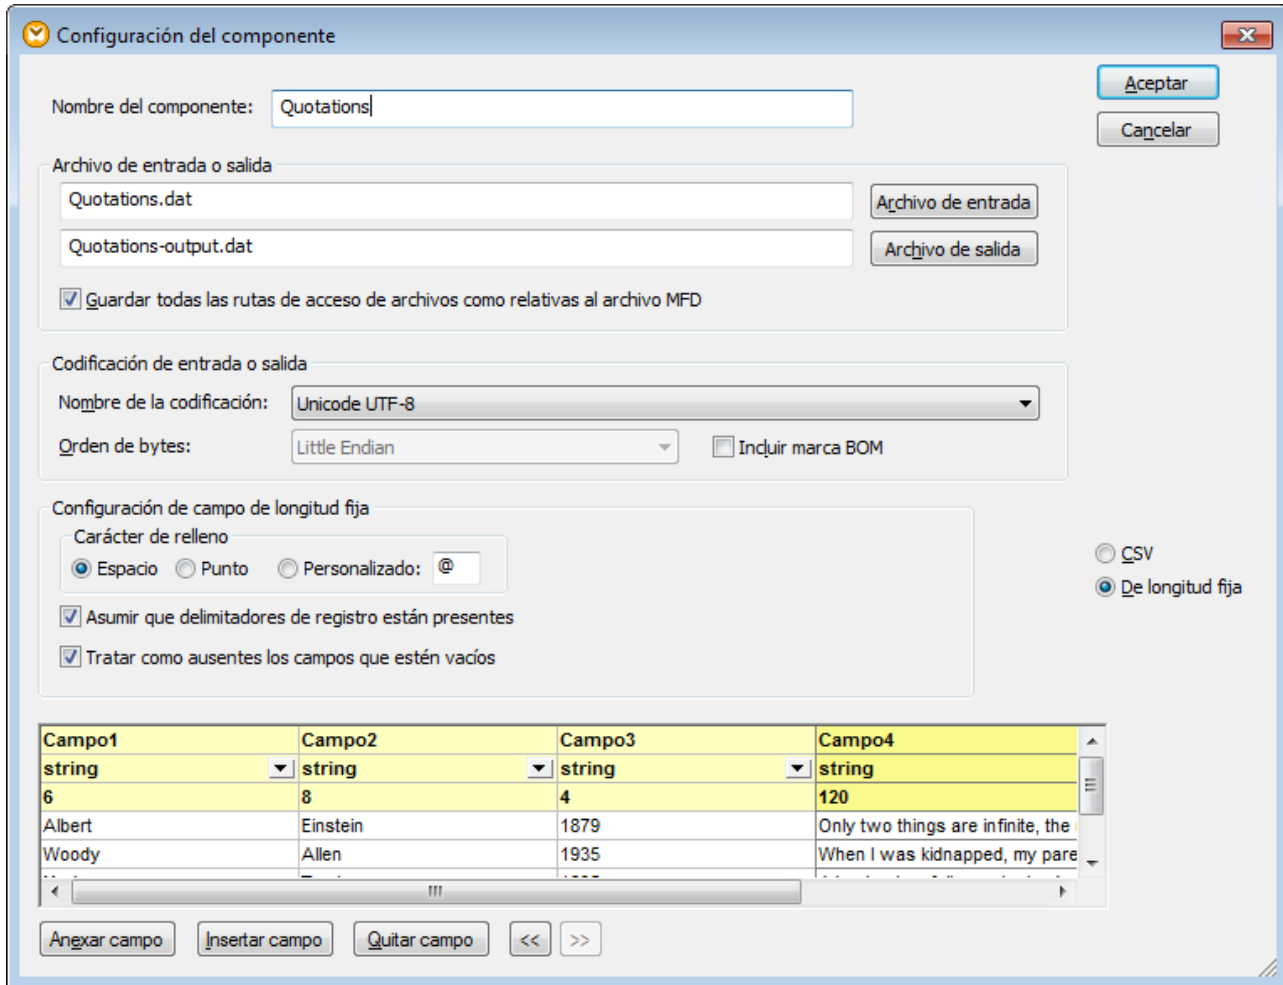 Configuración del componente
Nombre del componente: Quotations
Aceptar
Cancelar
Archivo de entrada o salida
Quotations.dat Archivo de entrada
Quotations-output.dat Archivo de salida
Guardar todas las rutas de acceso de archivos como relativas al archivo MFD
Codificación de entrada o salida
Nombre de la codificación: Unicode UTF-8
Orden de bytes: Little Endian Incluir marca BOM
Configuración de campo de longitud fija
Carácter de relleno
Espacio Punto Personalizado: @
CSV
De longitud fija
Asumir que delimitadores de registro están presentes
Tratar como ausentes los campos que estén vacíos
Campo1 Campo2 Campo3 Campo4
string string string string
6 8 4 120
Albert Einstein 1879 Only two things are infinite, the
Woody Allen 1935 When I was kidnapped, my pare
Anexar campo Insertar campo Quitar campo << >>